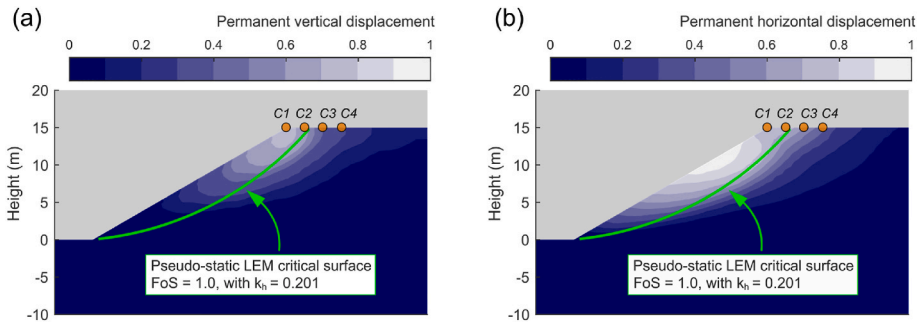 (a)
Permanent vertical displacement
0 0.2 0.4 0.6 0.8 1
20
15
10
5
0
-5
-10
Height (m)
C1 C2 C3 C4
Pseudo-static LEM critical surface
FoS = 1.0, with kh = 0.201
(b)
Permanent horizontal displacement
0 0.2 0.4 0.6 0.8 1
20
15
10
5
0
-5
-10
Height (m)
C1 C2 C3 C4
Pseudo-static LEM critical surface
FoS = 1.0, with kh = 0.201